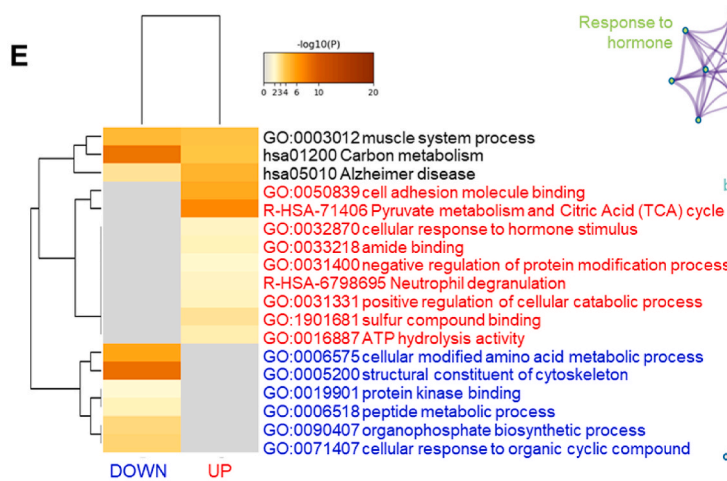 E
-log10(P)
0 2 3 4 6 10 20
Response to
hormone
GO:0003012 muscle system process
hsa01200 Carbon metabolism
hsa05010 Alzheimer disease
GO:0050839 cell adhesion molecule binding
R-HSA-71406 Pyruvate metabolism and Citric Acid (TCA) cycle
GO:0032870 cellular response to hormone stimulus
GO:0033218 amide binding
GO:0031400 negative regulation of protein modification process
R-HSA-6798695 Neutrophil degranulation
GO:0031331 positive regulation of cellular catabolic process
GO:1901681 sulfur compound binding
GO:0016887 ATP hydrolysis activity
GO:0006575 cellular modified amino acid metabolic process
GO:0005200 structural constituent of cytoskeleton
GO:0019901 protein kinase binding
GO:0006518 peptide metabolic process
GO:0090407 organophosphate biosynthetic process
GO:0071407 cellular response to organic cyclic compound
DOWN UP